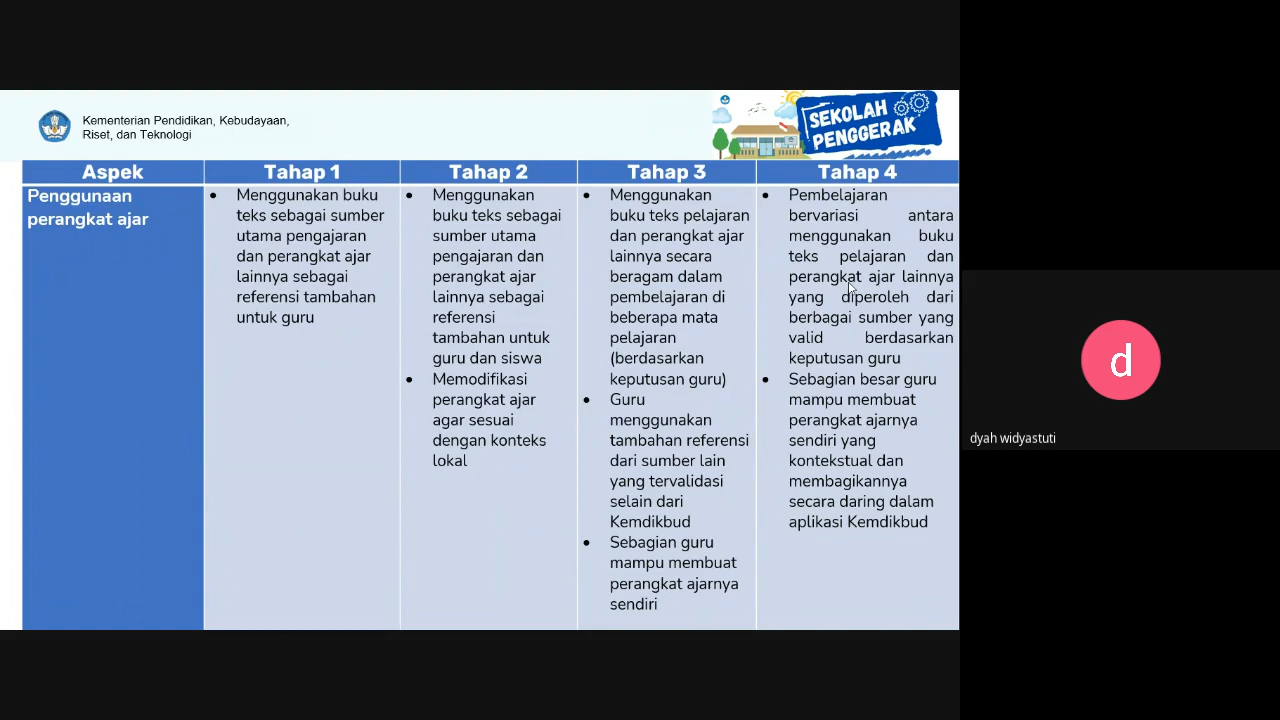 Kementerian Pendidikan, Kebudayaan,
Riset, dan Teknologi
SEKOLAH
PENGGERAK
Aspek
Tahap 1
Tahap 2
Tahap 3
Tahap 4
Penggunaan
perangkat ajar
• Menggunakan buku
teks sebagai sumber
utama pengajaran
dan perangkat ajar
lainnya sebagai
referensi tambahan
untuk guru
• Menggunakan
buku teks sebagai
sumber utama
pengajaran dan
perangkat ajar
lainnya sebagai
referensi
tambahan untuk
guru dan siswa
• Memodifikasi
perangkat ajar
agar sesuai
dengan konteks
lokal
• Menggunakan
buku teks pelajaran
dan perangkat ajar
lainnya secara
beragam dalam
pembelajaran di
beberapa mata
pelajaran
(berdasarkan
keputusan guru)
• Guru
menggunakan
tambahan referensi
dari sumber lain
yang tervalidasi
selain dari
Kemdikbud
• Sebagian guru
mampu membuat
perangkat ajarnya
sendiri
• Pembelajaran
bervariasi antara
menggunakan buku
teks pelajaran dan
perangkat ajar lainnya
yang diperoleh dari
berbagai sumber yang
valid berdasarkan
keputusan guru
• Sebagian besar guru
mampu membuat
perangkat ajarnya
sendiri yang
kontekstual dan
membagikannya
secara daring dalam
aplikasi Kemdikbud
d
dyah widyastuti